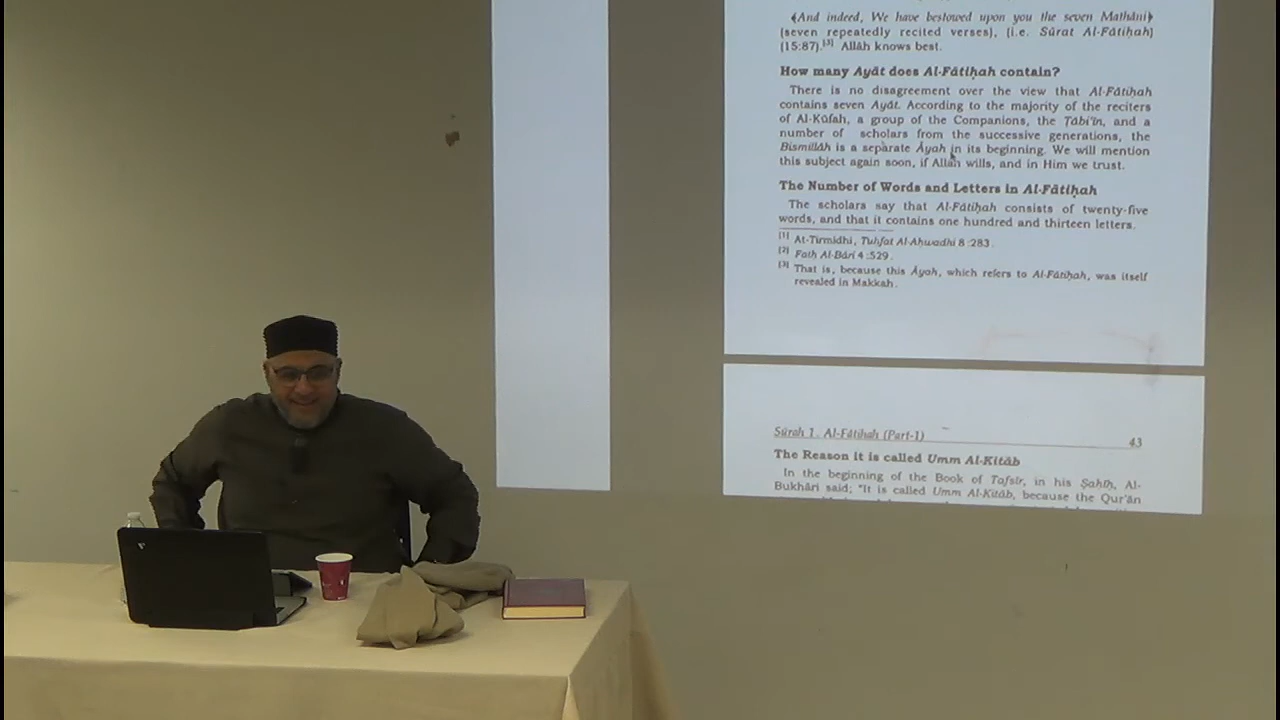 ﴾And indeed, We have bestowed upon you the seven Mathāni﴿
(seven repeatedly recited verses), (i.e. Sūrat Al-Fātiḥah)
(15:87).[3] Allāh knows best.
How many Ayāt does Al-Fātiḥah contain?
There is no disagreement over the view that Al-Fātiḥah
contains seven Ayāt. According to the majority of the reciters
of Al-Kūfah, a group of the Companions, the Ṭābi'īn, and a
number of scholars from the successive generations, the
Bismillāh is a separate Āyah in its beginning. We will mention
this subject again soon, if Allāh wills, and in Him we trust.
The Number of Words and Letters in Al-Fātiḥah
The scholars say that Al-Fātiḥah consists of twenty-five
words, and that it contains one hundred and thirteen letters.
[1] At-Tirmidhi, Tuḥfat Al-Aḥwadhi 8:283.
[2] Fatḥ Al-Bāri 4:529.
[3] That is, because this Āyah, which refers to Al-Fātiḥah, was itself
revealed in Makkah.
Sūrah 1. Al-Fātiḥah (Part-1) 43
The Reason it is called Umm Al-Kitāb
In the beginning of the Book of Tafsīr, in his Ṣaḥīḥ, Al-
Bukhāri said; "It is called Umm Al-Kitāb, because the Qur'ān